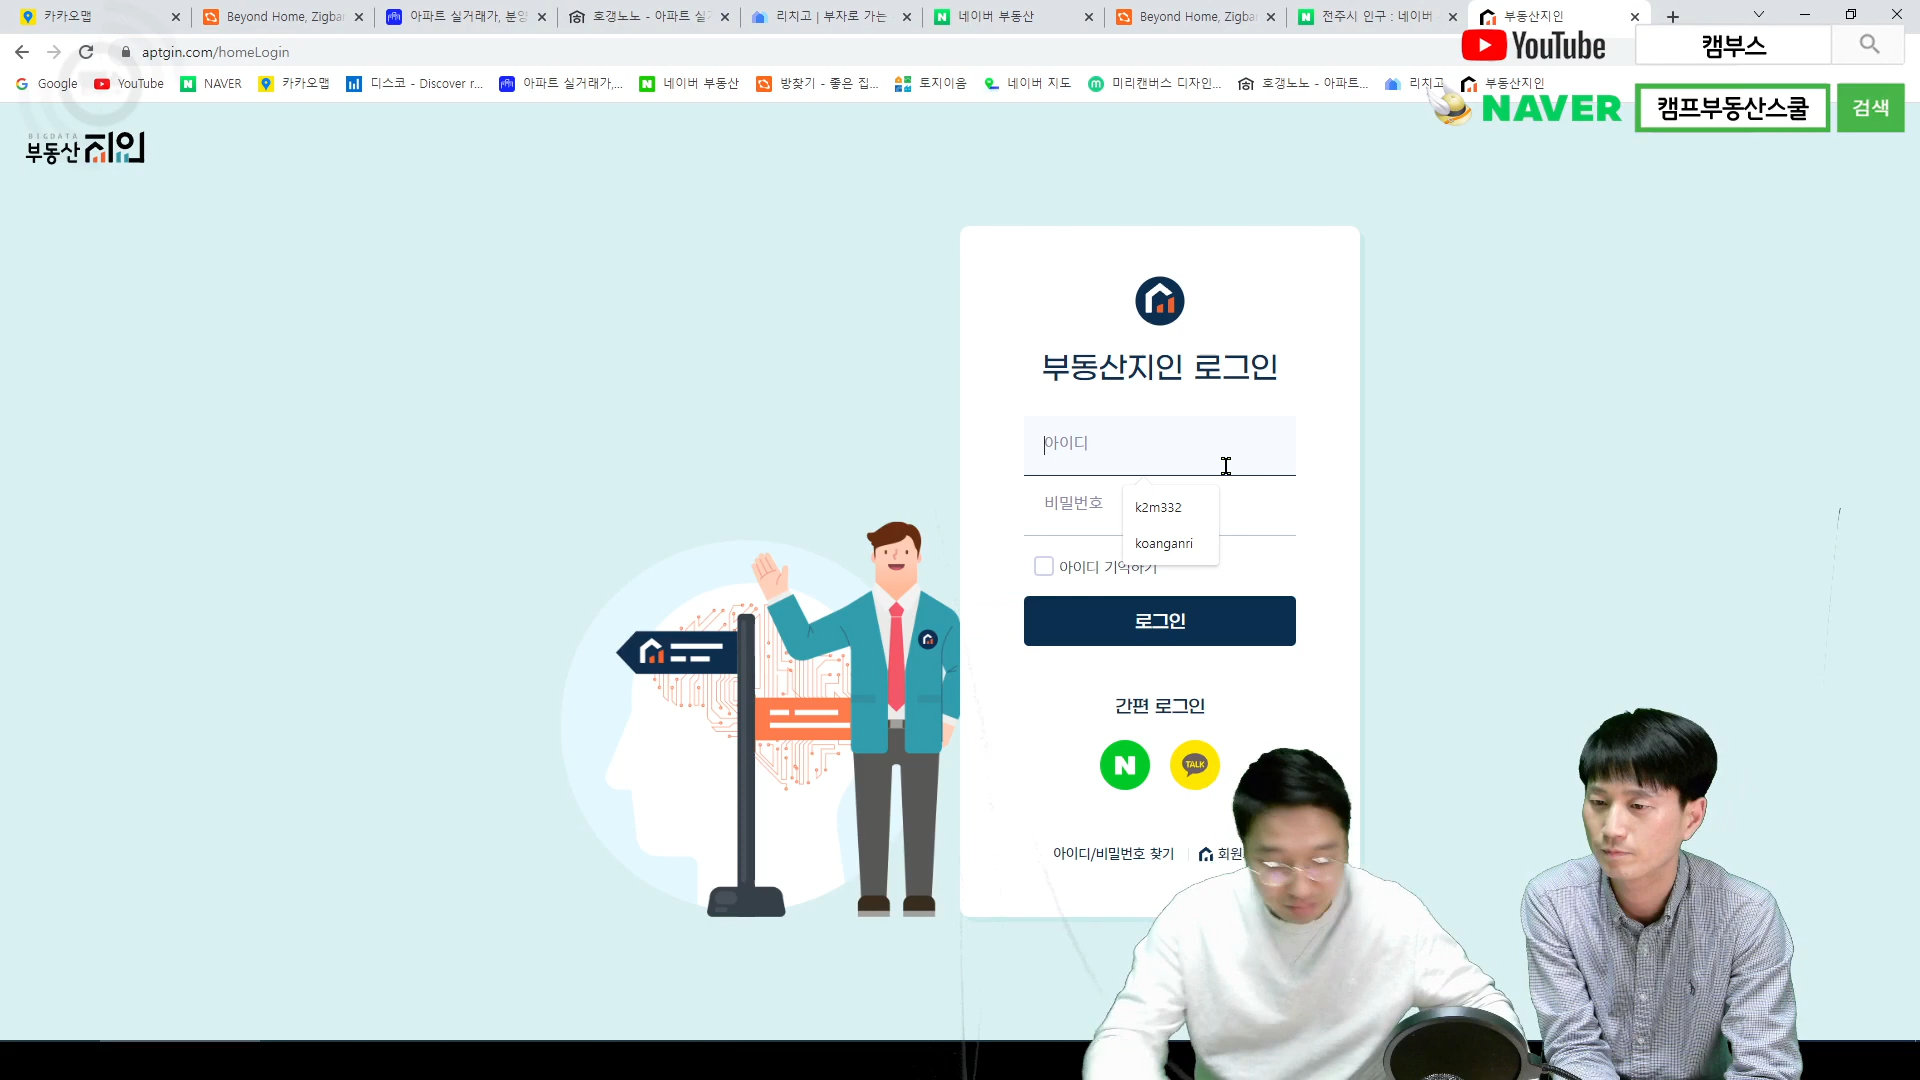 카카오맵
Beyond Home, Zigba
아파트 실거래가, 분양
호갱노노 - 아파트 실
리치고 | 부자로 가는
네이버 부동산
Beyond Home, Zigba
전주시 인구 : 네이버
부동산지인
aptgin.com/homeLogin
YouTube
캠부스
Google
YouTube
NAVER
카카오맵
디스코 - Discover r...
아파트 실거래가,...
네이버 부동산
방찾기 - 좋은 집...
토지이음
네이버 지도
미리캔버스 디자인...
호갱노노 - 아파트...
리치고
부동산지인
NAVER
캠프부동산스쿨
검색
BIGDATA
부동산 지인
부동산지인 로그인
아이디
비밀번호
k2m332
koanganri
아이디 기억하기
로그인
간편 로그인
N
TALK
아이디/비밀번호 찾기
회원